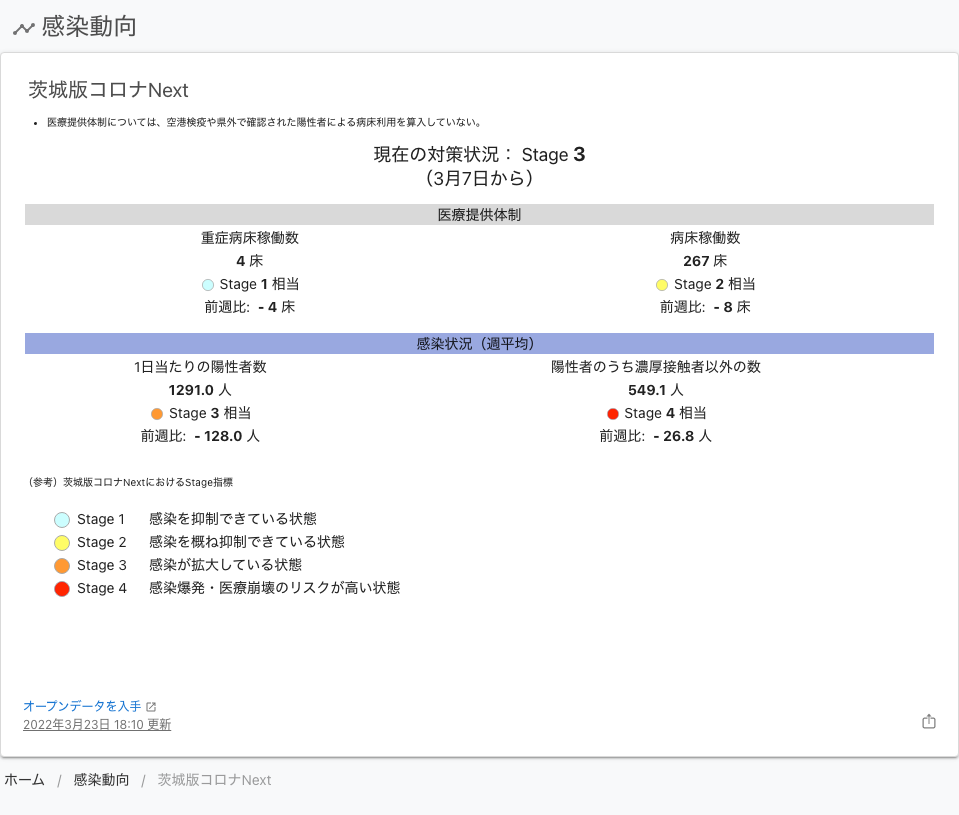 感染動向
茨城版コロナNext
• 医療提供体制については、空港検疫や県外で確認された陽性者による病床利用を算入していない。
現在の対策状況： Stage 3
（3月7日から）
医療提供体制
重症病床稼働数
4 床
Stage 1 相当
前週比: - 4 床
病床稼働数
267 床
Stage 2 相当
前週比: - 8 床
感染状況（週平均）
1日当たりの陽性者数
1291.0 人
Stage 3 相当
前週比: - 128.0 人
陽性者のうち濃厚接触者以外の数
549.1 人
Stage 4 相当
前週比: - 26.8 人
（参考）茨城版コロナNextにおけるStage指標
Stage 1 感染を抑制できている状態
Stage 2 感染を概ね抑制できている状態
Stage 3 感染が拡大している状態
Stage 4 感染爆発・医療崩壊のリスクが高い状態
オープンデータを入手
2022年3月23日 18:10 更新
ホーム / 感染動向 / 茨城版コロナNext